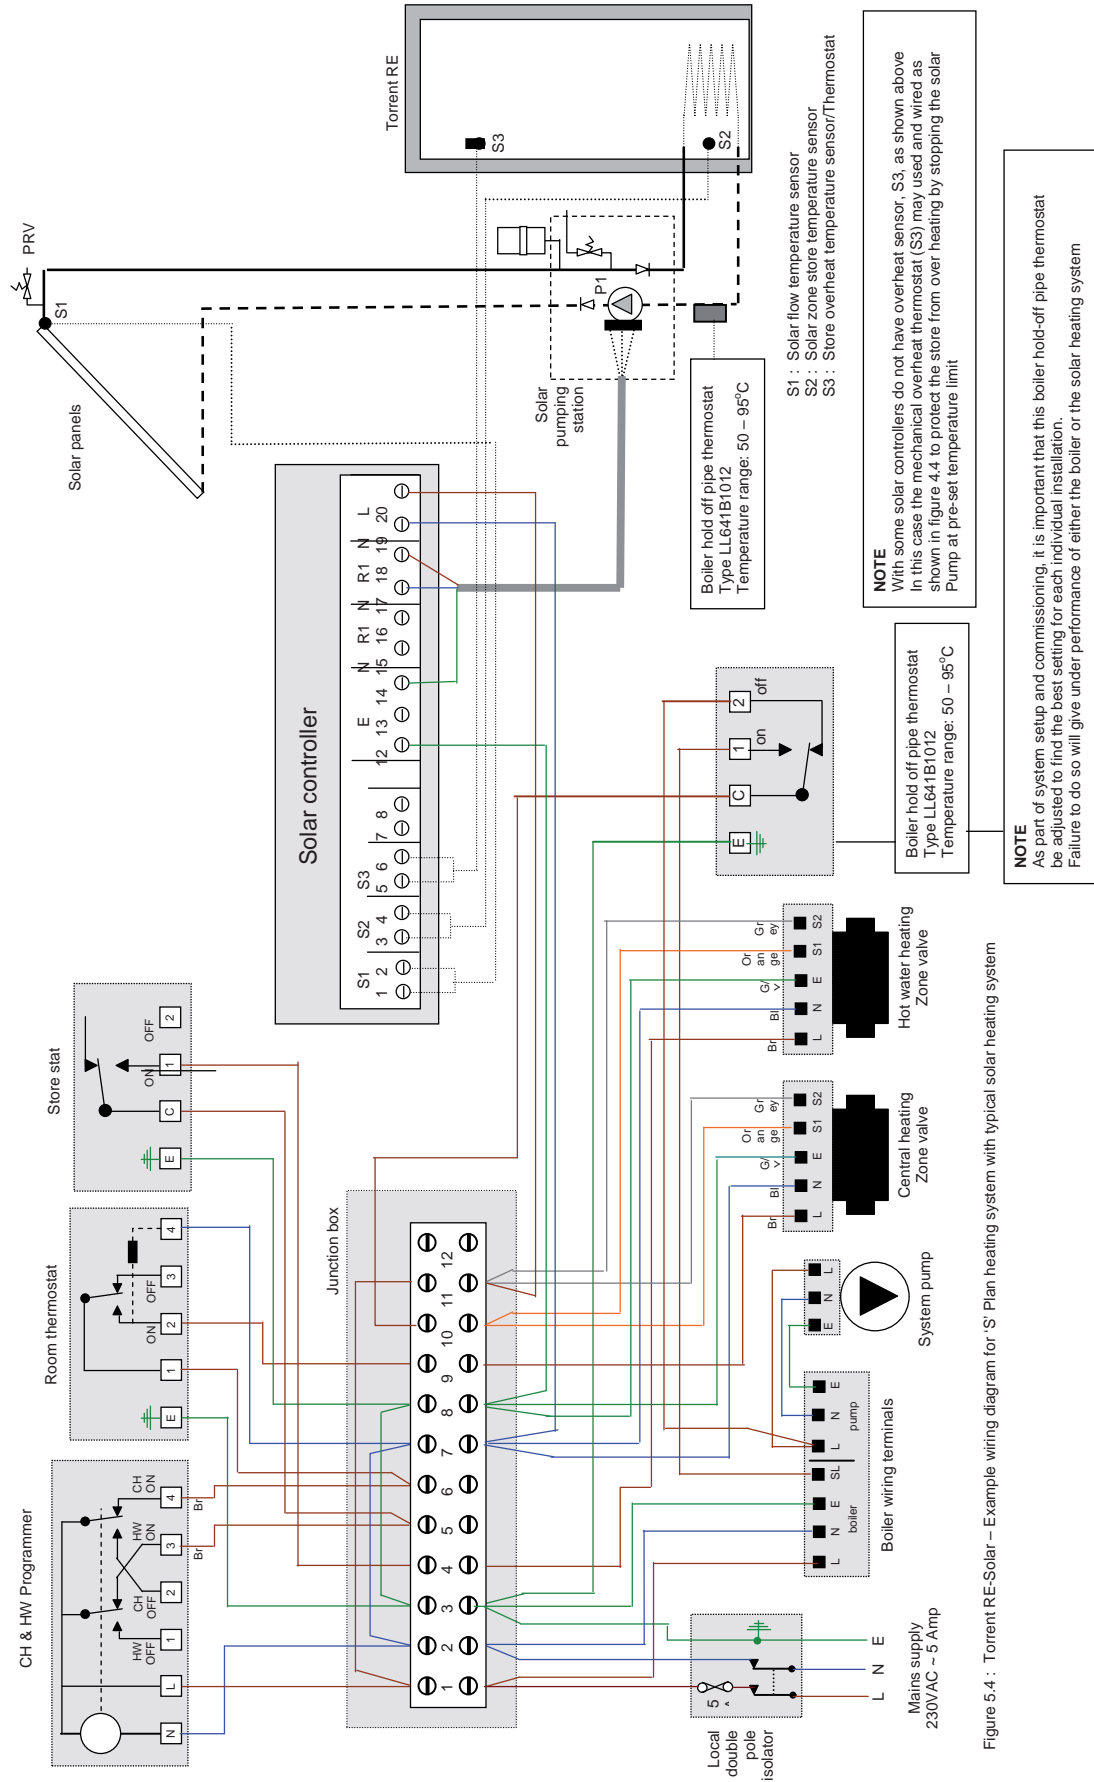 CH & HW Programmer
N
L
HW
OFF
1
CH
OFF
2
HW
ON
3
Br
CH
ON
4
Br
Room thermostat
E
1
ON
2
OFF
3
4
Store stat
E
C
ON
1
OFF
2
Junction box
1
2
3
4
5
6
7
8
9
10
11
12
Solar controller
S1
1
2
S2
3
4
S3
5
6
7
8
12
E
13
14
N
15
R1
16
N
17
R1
18
N
19
L
20
Solar panels
S1
PRV
Solar
pumping
station
P1
Torrent RE
S3
S2
S1 : Solar flow temperature sensor
S2 : Solar zone store temperature sensor
S3 : Store overheat temperature sensor/Thermostat
Boiler hold off pipe thermostat
Type LL641B1012
Temperature range: 50 – 95°C
NOTE
With some solar controllers do not have overheat sensor, S3, as shown above
In this case the mechanical overheat thermostat (S3) may used and wired as
shown in figure 4.4 to protect the store from over heating by stopping the solar
Pump at pre-set temperature limit
E
C
1
on
2
off
Boiler hold off pipe thermostat
Type LL641B1012
Temperature range: 50 – 95°C
NOTE
As part of system setup and commissioning, it is important that this boiler hold-off pipe thermostat
be adjusted to find the best setting for each individual installation.
Failure to do so will give under performance of either the boiler or the solar heating system
Local
double
pole
isolator
5
A
L
N
E
Mains supply
230VAC ~ 5 Amp
L
N
E
SL
L
N
E
boiler
pump
Boiler wiring terminals
E
N
L
System pump
Br
Bl
G/
Y
Or
an
ge
Gr
ey
L
N
E
S1
S2
Central heating
Zone valve
Br
Bl
G/
Y
Or
an
ge
Gr
ey
L
N
E
S1
S2
Hot water heating
Zone valve
Figure 5.4 : Torrent RE-Solar – Example wiring diagram for 'S' Plan heating system with typical solar heating system